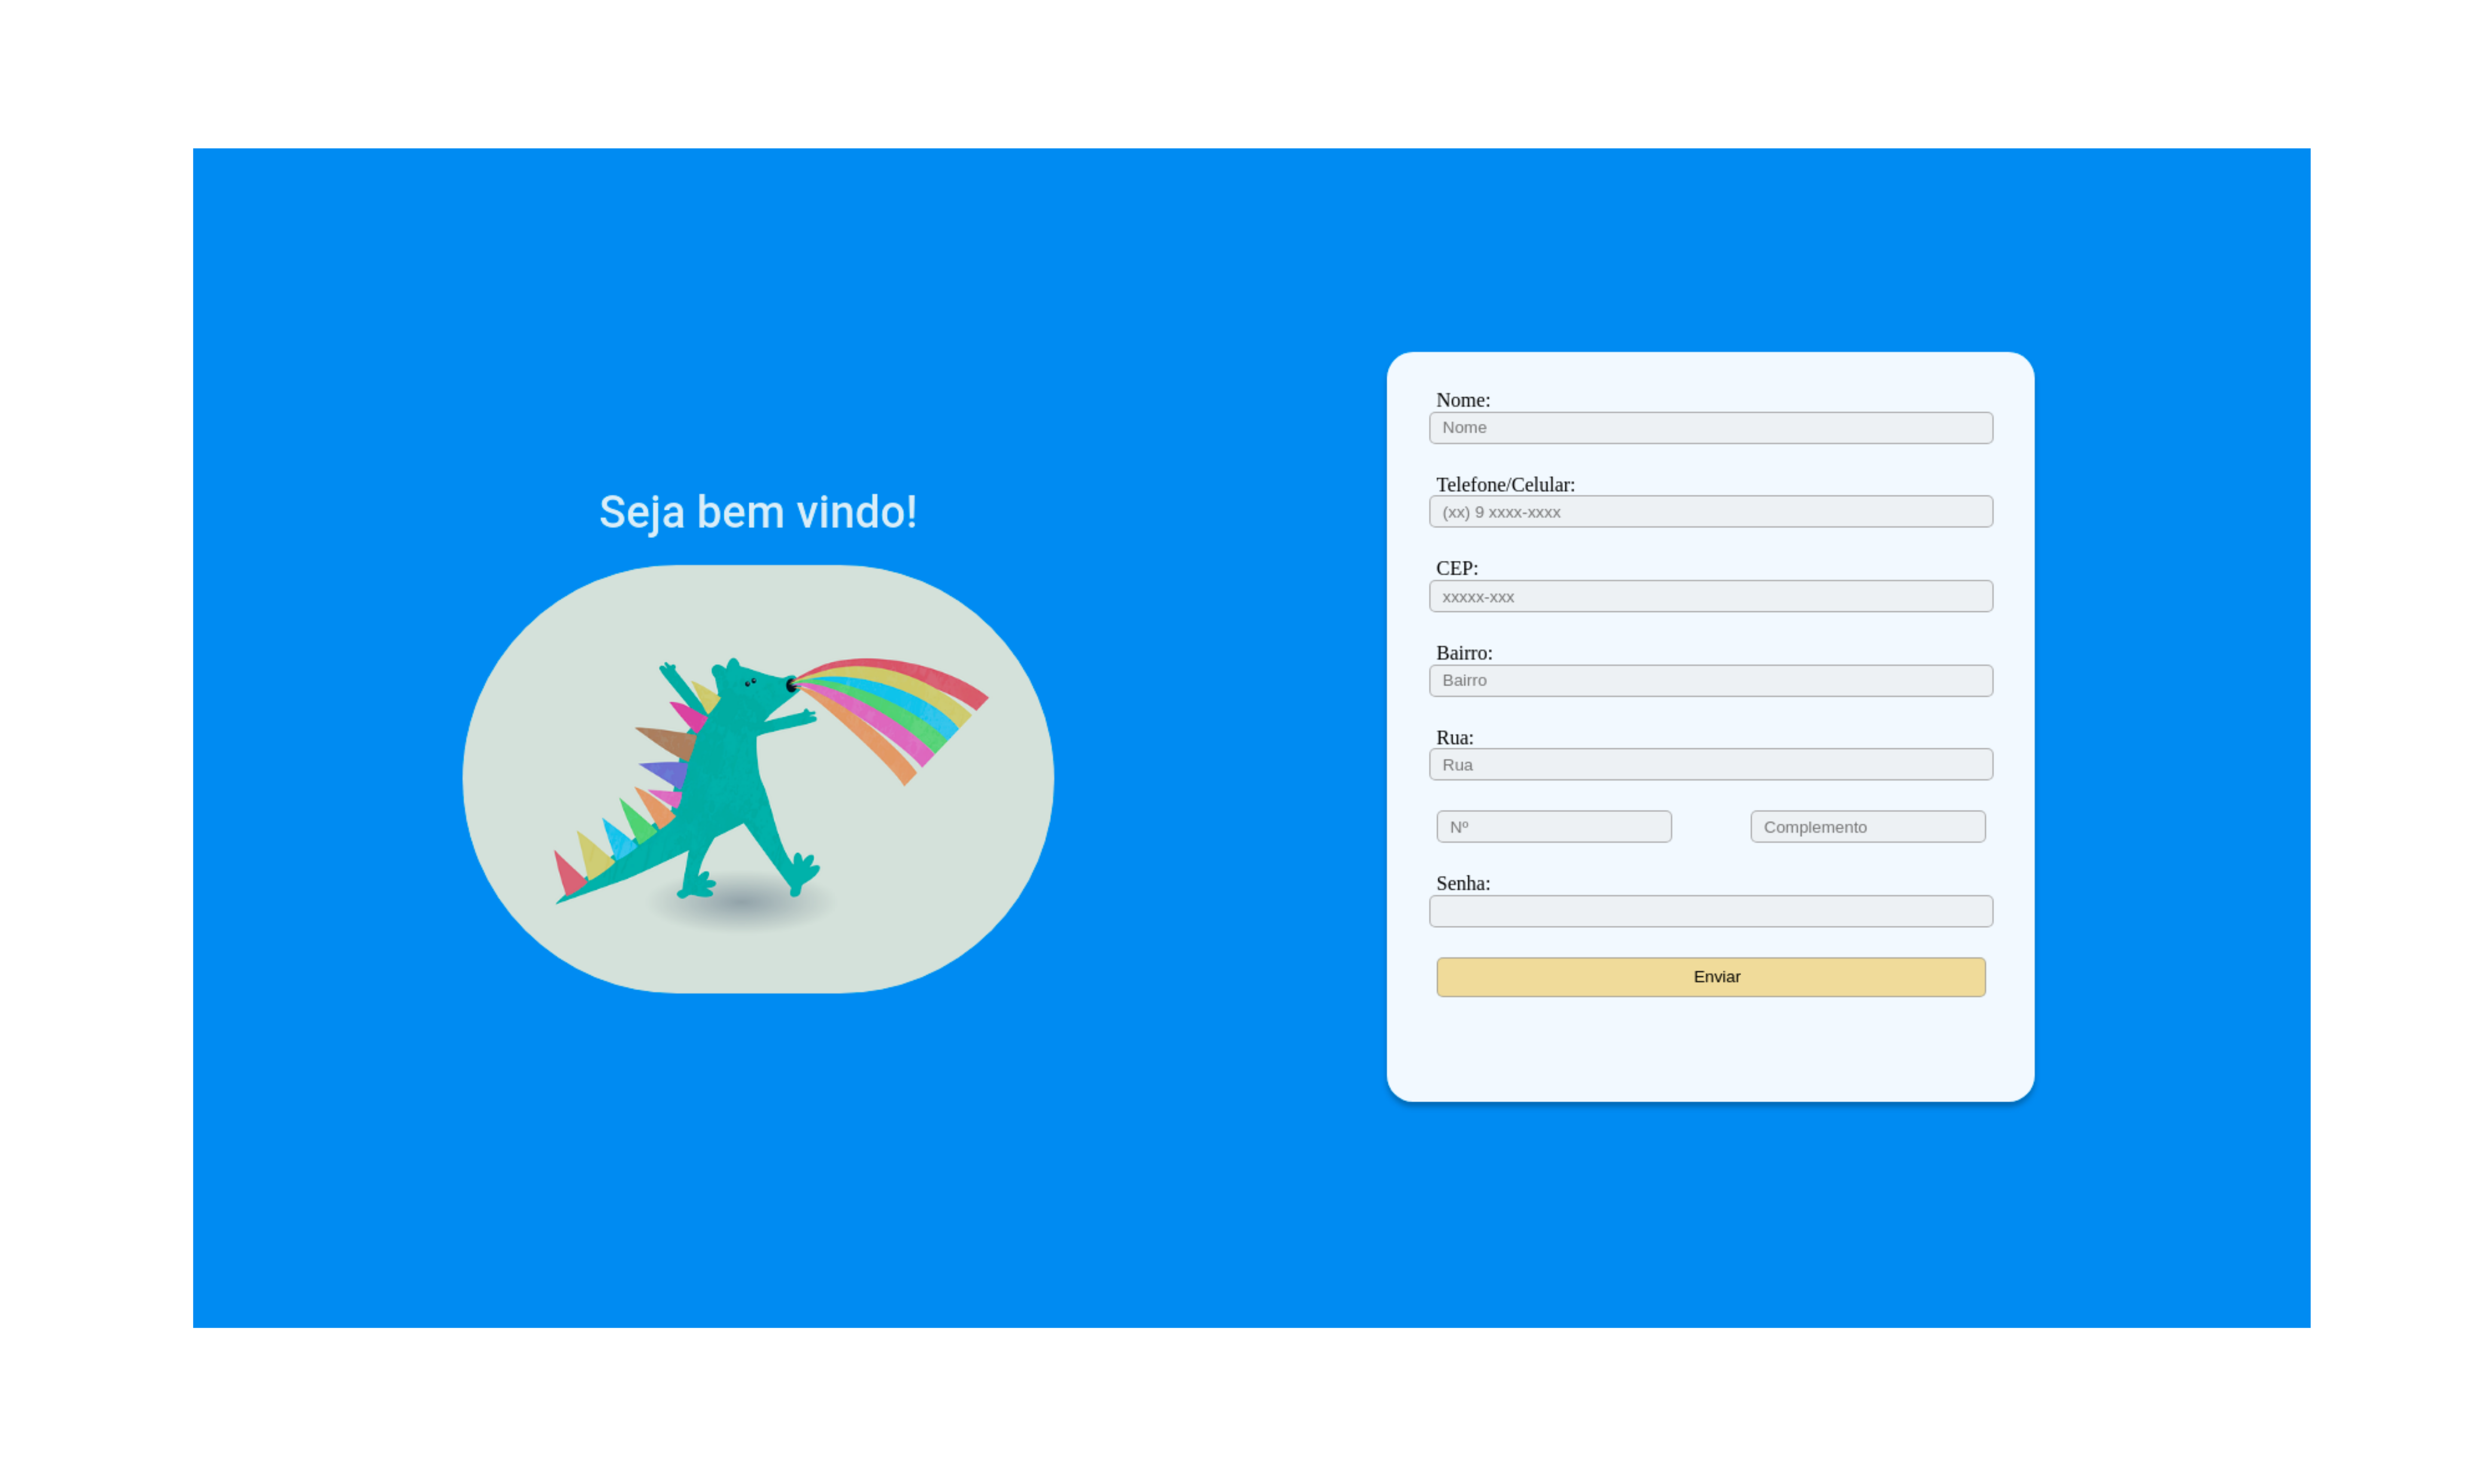 Seja bem vindo!
Nome:
Nome
Telefone/Celular:
(xx) 9 xxxx-xxxx
CEP:
xxxxx-xxx
Bairro:
Bairro
Rua:
Rua
Nº
Complemento
Senha:
Enviar